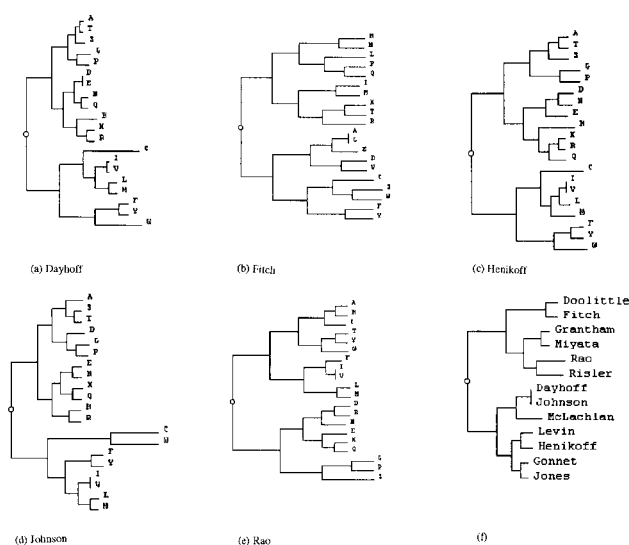 A
T
S
G
P
D
E
N
Q
H
K
R
C
I
V
L
M
F
Y
W
(a) Dayhoff
H
N
L
P
Q
I
M
K
T
R
A
G
E
D
V
C
S
W
F
Y
(b) Fitch
A
T
S
G
P
D
N
E
H
K
R
Q
C
I
V
L
M
F
Y
W
(c) Henikoff
A
S
T
D
G
P
E
N
K
Q
H
R
C
W
F
Y
I
V
L
M
(d) Johnson
A
H
C
T
Y
W
F
I
V
L
M
D
R
N
E
K
Q
G
P
S
(e) Rao
Doolittle
Fitch
Grantham
Miyata
Rao
Risler
Dayhoff
Johnson
McLachlan
Levin
Henikoff
Gonnet
Jones
(f)